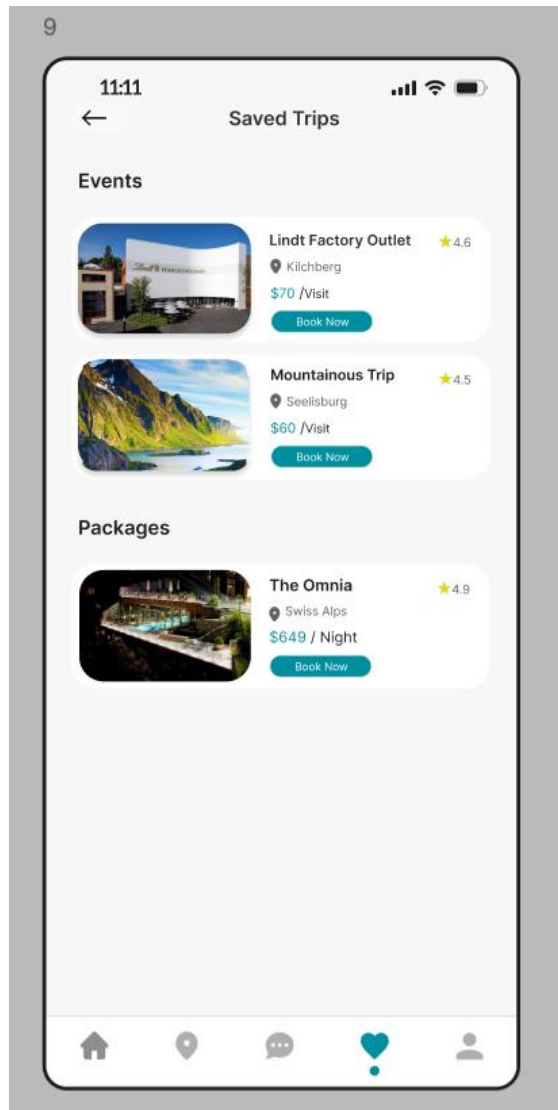 9
11:11
Saved Trips
Events
Lindt Factory Outlet
4.6
Kilchberg
$70 /Visit
Book Now
Mountainous Trip
4.5
Seelisburg
$60 /Visit
Book Now
Packages
The Omnia
4.9
Swiss Alps
$649 / Night
Book Now